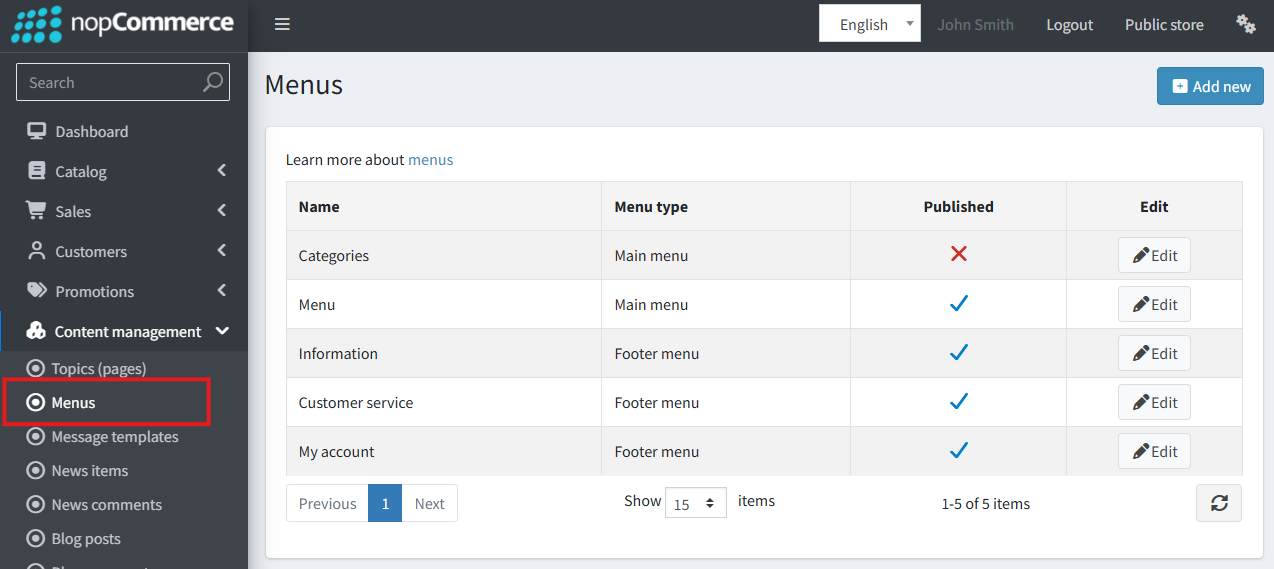 nopCommerce
English
John Smith
Logout
Public store
Search
Dashboard
Catalog
Sales
Customers
Promotions
Content management
Topics (pages)
Menus
Message templates
News items
News comments
Blog posts
Menus
Add new
Learn more about menus
Name Menu type Published Edit
Categories Main menu Edit
Menu Main menu Edit
Information Footer menu Edit
Customer service Footer menu Edit
My account Footer menu Edit
Previous 1 Next
Show 15 items
1-5 of 5 items